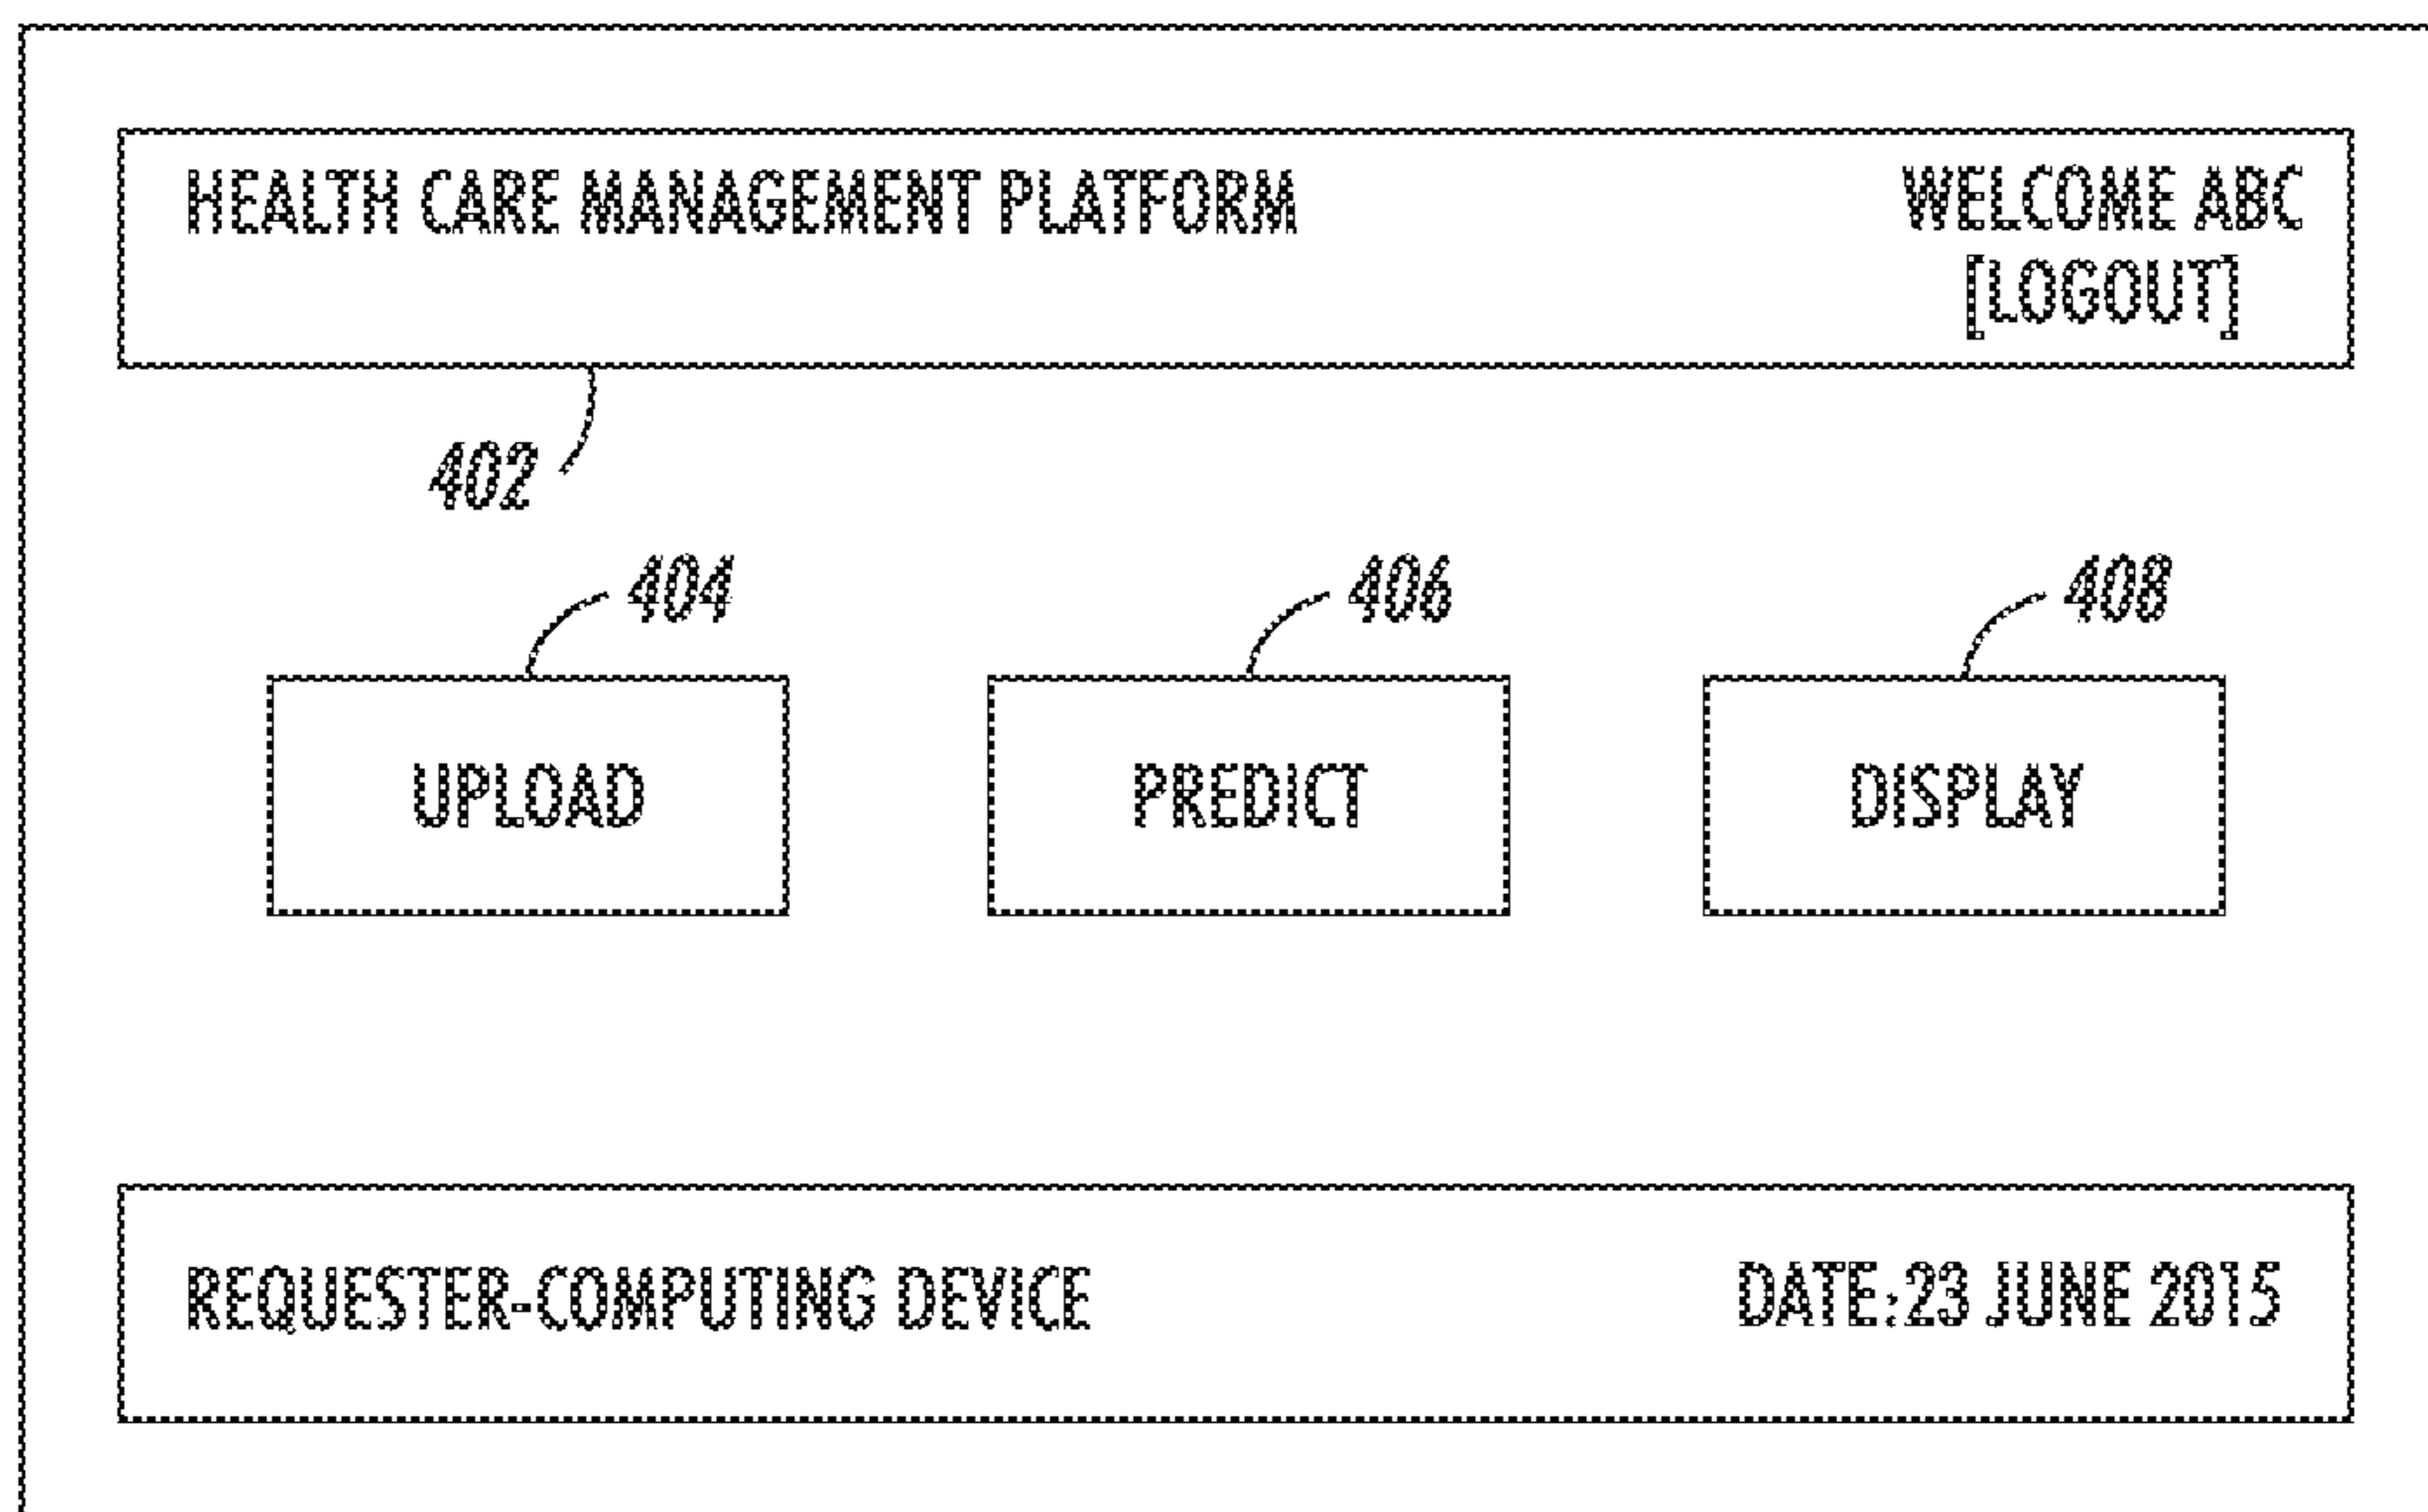 HEALTH CARE MANAGEMENT PLATFORM WELCOME ABC
[LOGOUT]
402
404 406 408
UPLOAD PREDICT DISPLAY
REQUESTER-COMPUTING DEVICE DATE:23 JUNE 2015